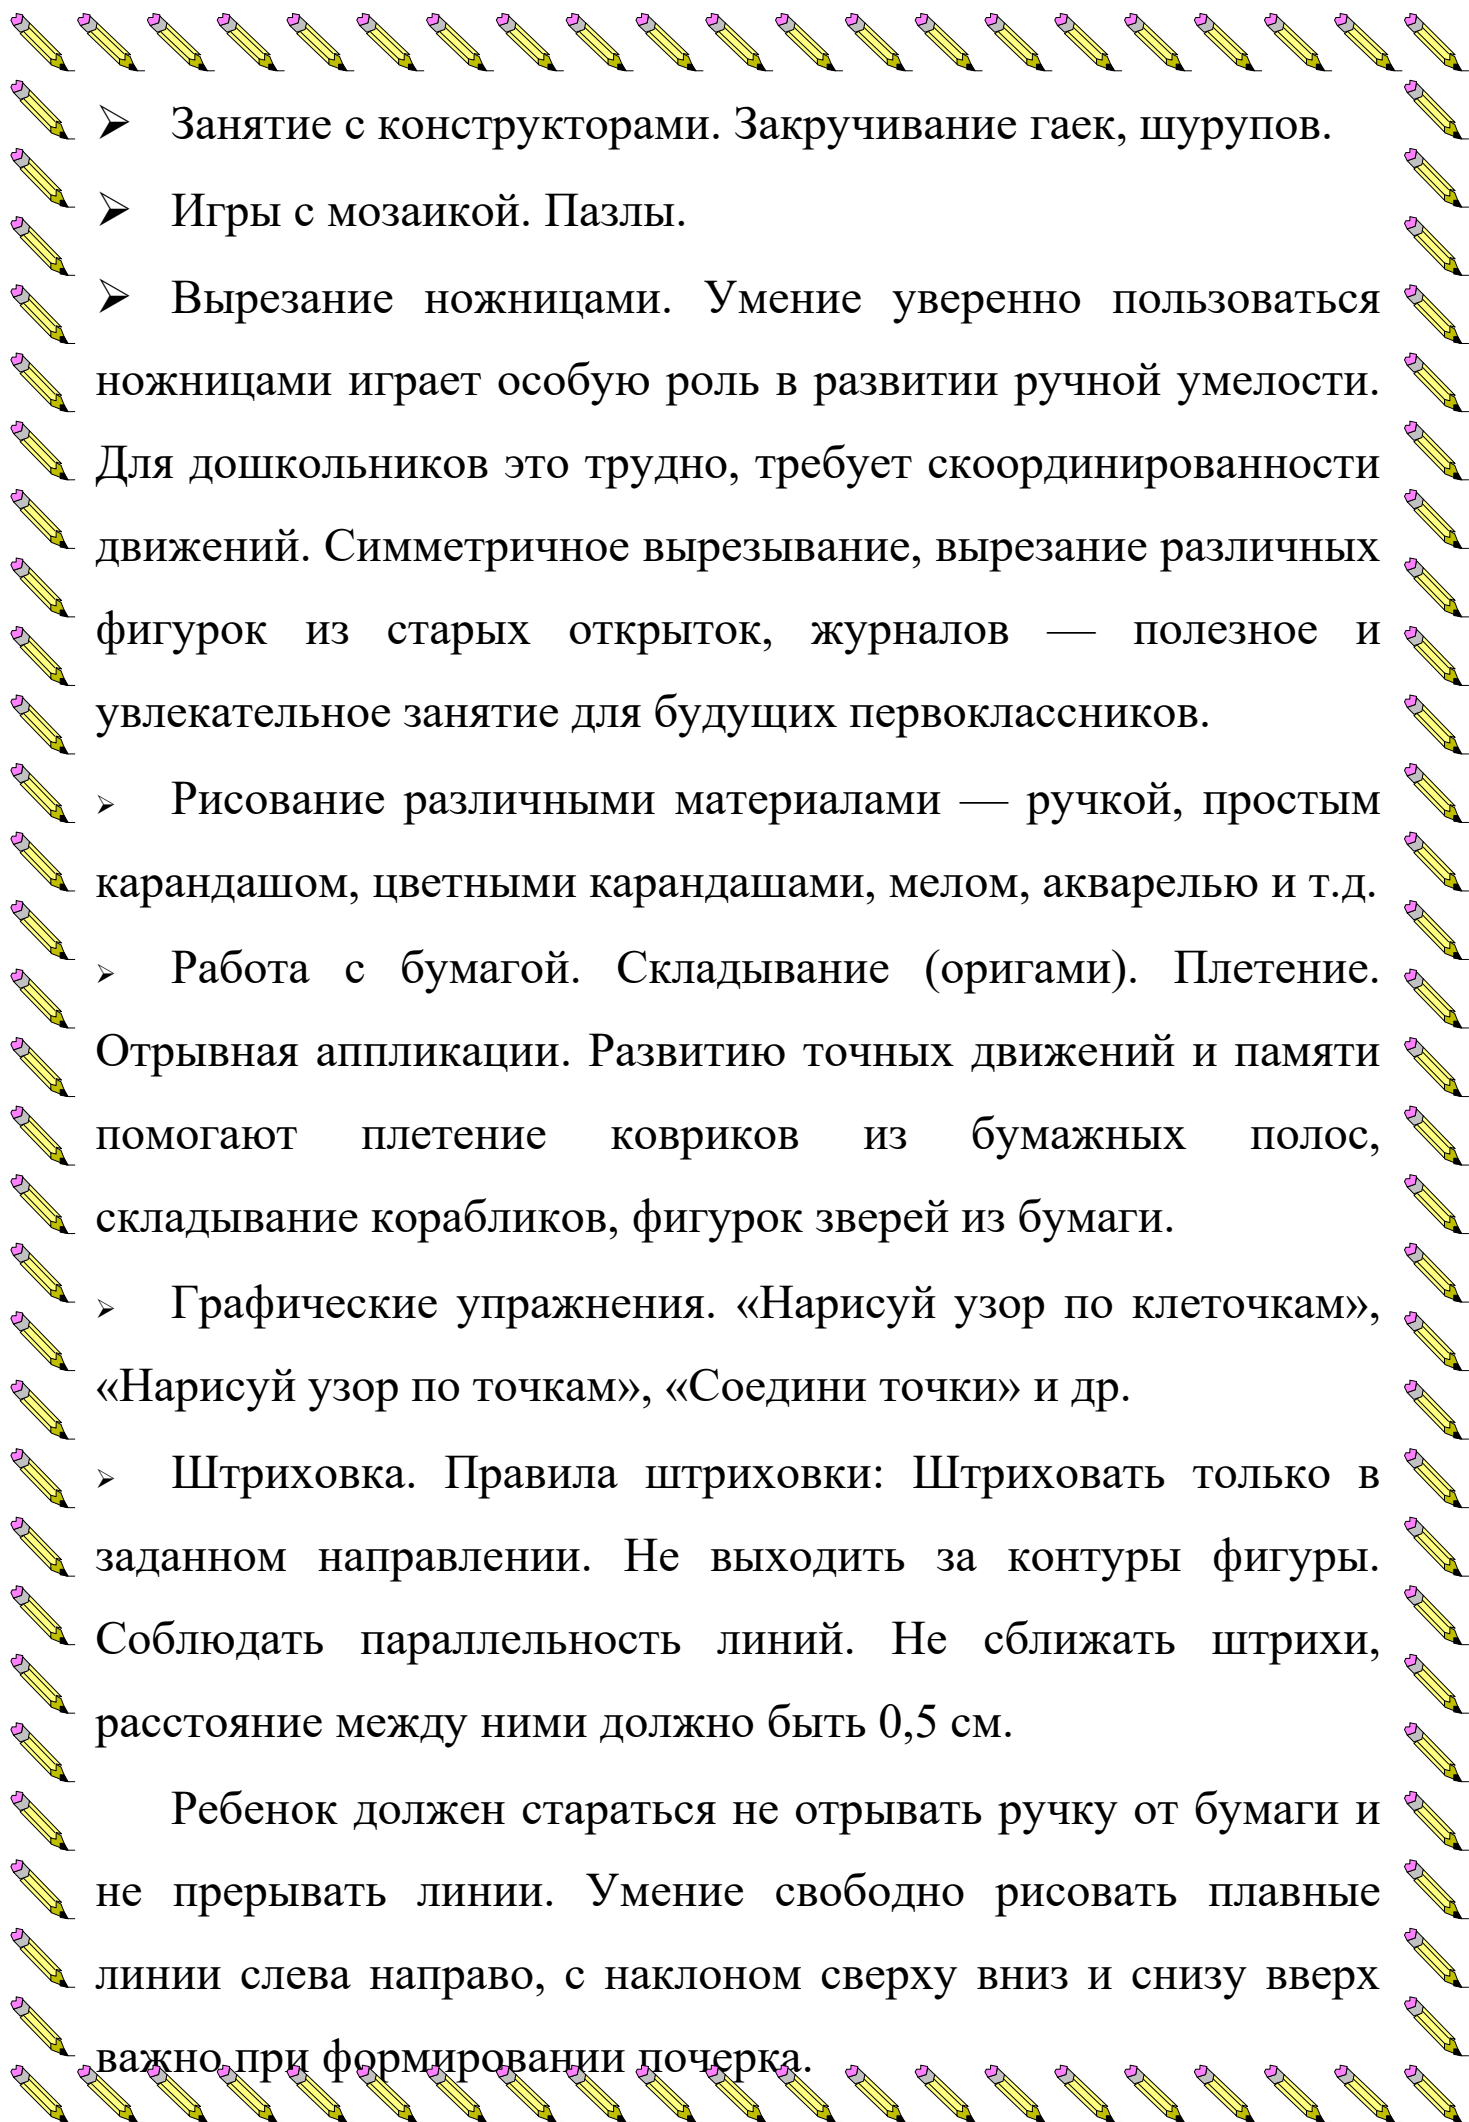 ➢ Занятие с конструкторами. Закручивание гаек, шурупов.
➢ Игры с мозаикой. Пазлы.
➢ Вырезание ножницами. Умение уверенно пользоваться
ножницами играет особую роль в развитии ручной умелости.
Для дошкольников это трудно, требует скоординированности
движений. Симметричное вырезывание, вырезание различных
фигурок из старых открыток, журналов — полезное и
увлекательное занятие для будущих первоклассников.
➢ Рисование различными материалами — ручкой, простым
карандашом, цветными карандашами, мелом, акварелью и т.д.
➢ Работа с бумагой. Складывание (оригами). Плетение.
Отрывная аппликации. Развитию точных движений и памяти
помогают плетение ковриков из бумажных полос,
складывание корабликов, фигурок зверей из бумаги.
➢ Графические упражнения. «Нарисуй узор по клеточкам»,
«Нарисуй узор по точкам», «Соедини точки» и др.
➢ Штриховка. Правила штриховки: Штриховать только в
заданном направлении. Не выходить за контуры фигуры.
Соблюдать параллельность линий. Не сближать штрихи,
расстояние между ними должно быть 0,5 см.
Ребенок должен стараться не отрывать ручку от бумаги и
не прерывать линии. Умение свободно рисовать плавные
линии слева направо, с наклоном сверху вниз и снизу вверх
важно при формировании почерка.